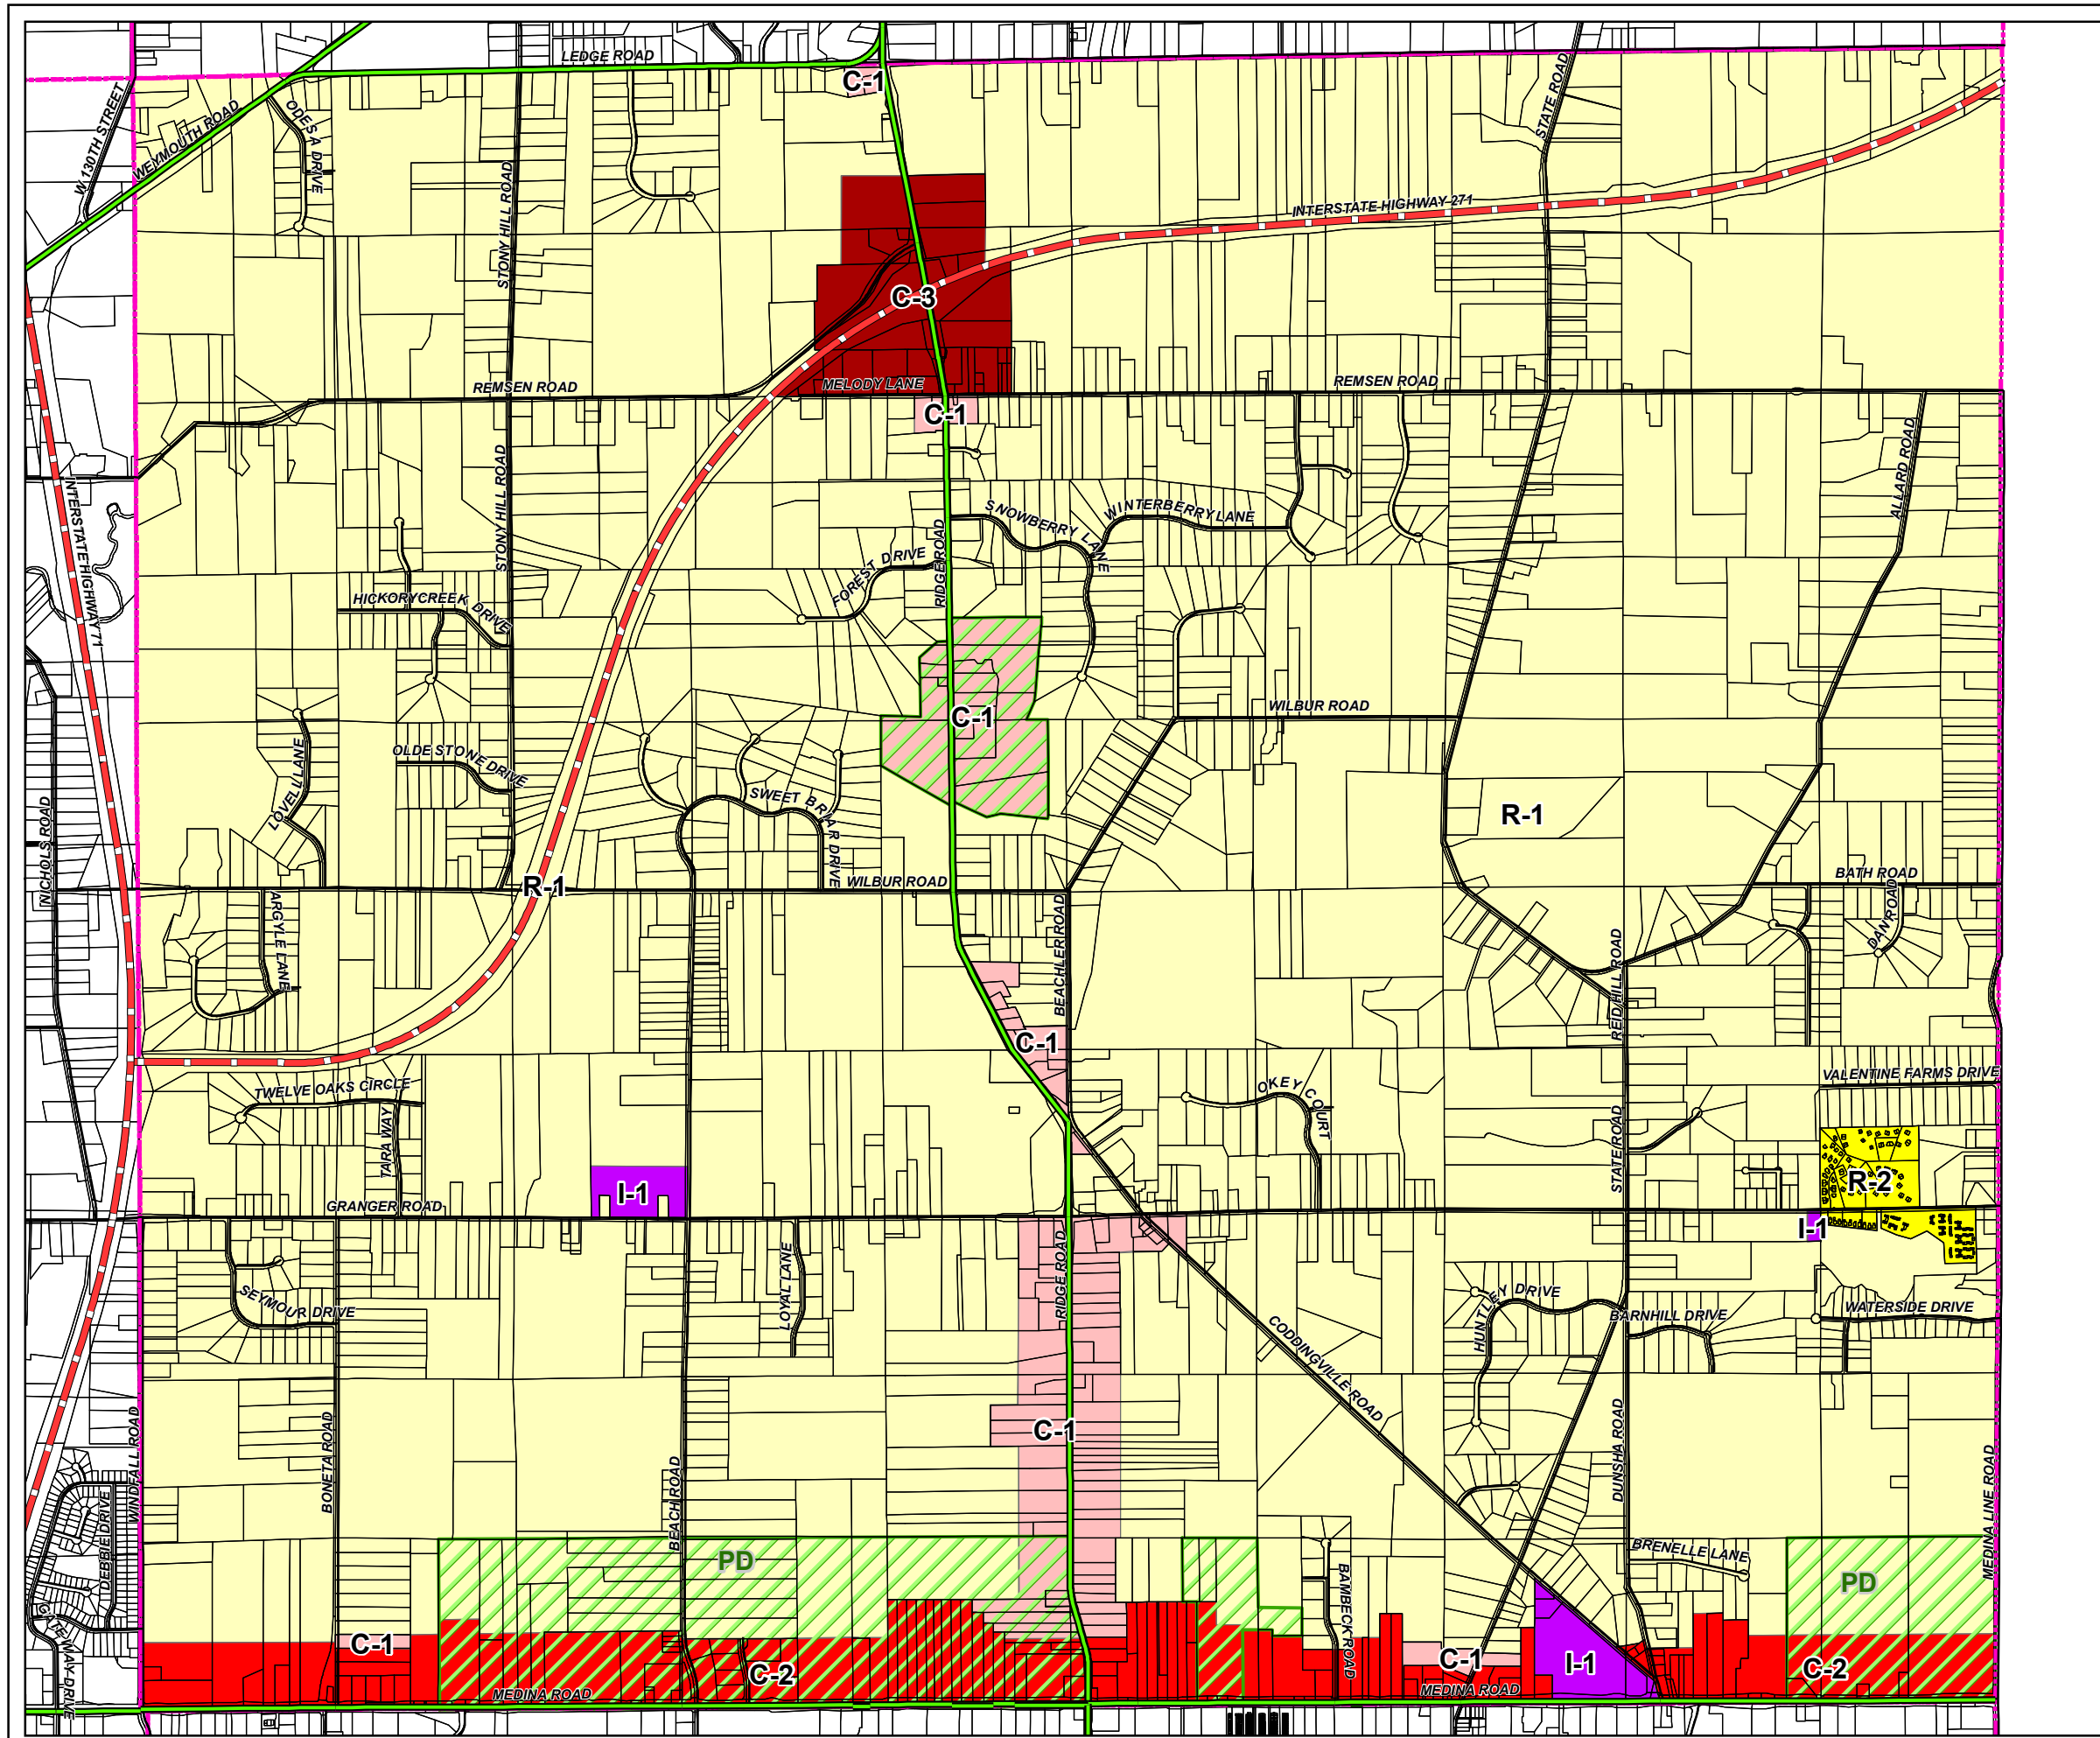 LEDGE ROAD
C-1
W 130TH STREET
WEYMOUTH ROAD
ODESA DRIVE
STATE ROAD
STONY HILL ROAD
INTERSTATE HIGHWAY 271
C-3
REMSEN ROAD
MELODY LANE
REMSEN ROAD
C-1
ALLARD ROAD
STONY HILL ROAD
INTERSTATE HIGHWAY 71
SNOWBERRY LANE
WINTERBERRY LANE
RIDGE ROAD
FOREST DRIVE
HICKORYCREEK DRIVE
C-1
WILBUR ROAD
OLDE STONE DRIVE
LOVELL LANE
SWEET BRIAR DRIVE
R-1
NICHOLS ROAD
R-1
WILBUR ROAD
BATH ROAD
DAN ROAD
ARGYLE LANE
BEACHLER ROAD
REID HILL ROAD
C-1
VALENTINE FARMS DRIVE
TWELVE OAKS CIRCLE
TARA WAY
OKEY COURT
STATE ROAD
R-2
I-1
GRANGER ROAD
I-1
RIDGE ROAD
LOYAL LANE
SEYMOUR DRIVE
HUNTLEY DRIVE
BARNHILL DRIVE
WATERSIDE DRIVE
CODDINGVILLE ROAD
C-1
WINDFALL ROAD
BONETA ROAD
BEACH ROAD
DUNSHA ROAD
MEDINA LINE ROAD
DEBBIE DRIVE
PD
BRENELLE LANE
PD
BAMBECK ROAD
GATEWAY DRIVE
C-1
C-2
C-1
I-1
C-2
MEDINA ROAD
MEDINA ROAD